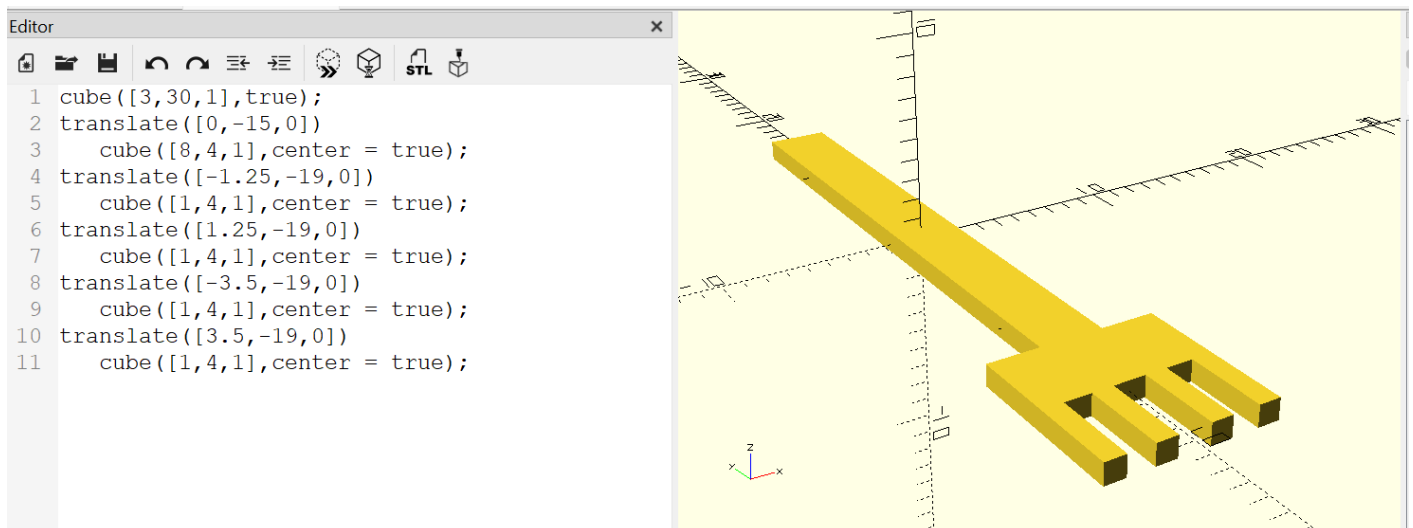 Editor
STL
1 cube([3,30,1],true);
2 translate([0,-15,0])
3 cube([8,4,1],center = true);
4 translate([-1.25,-19,0])
5 cube([1,4,1],center = true);
6 translate([1.25,-19,0])
7 cube([1,4,1],center = true);
8 translate([-3.5,-19,0])
9 cube([1,4,1],center = true);
10 translate([3.5,-19,0])
11 cube([1,4,1],center = true);
z
y
x